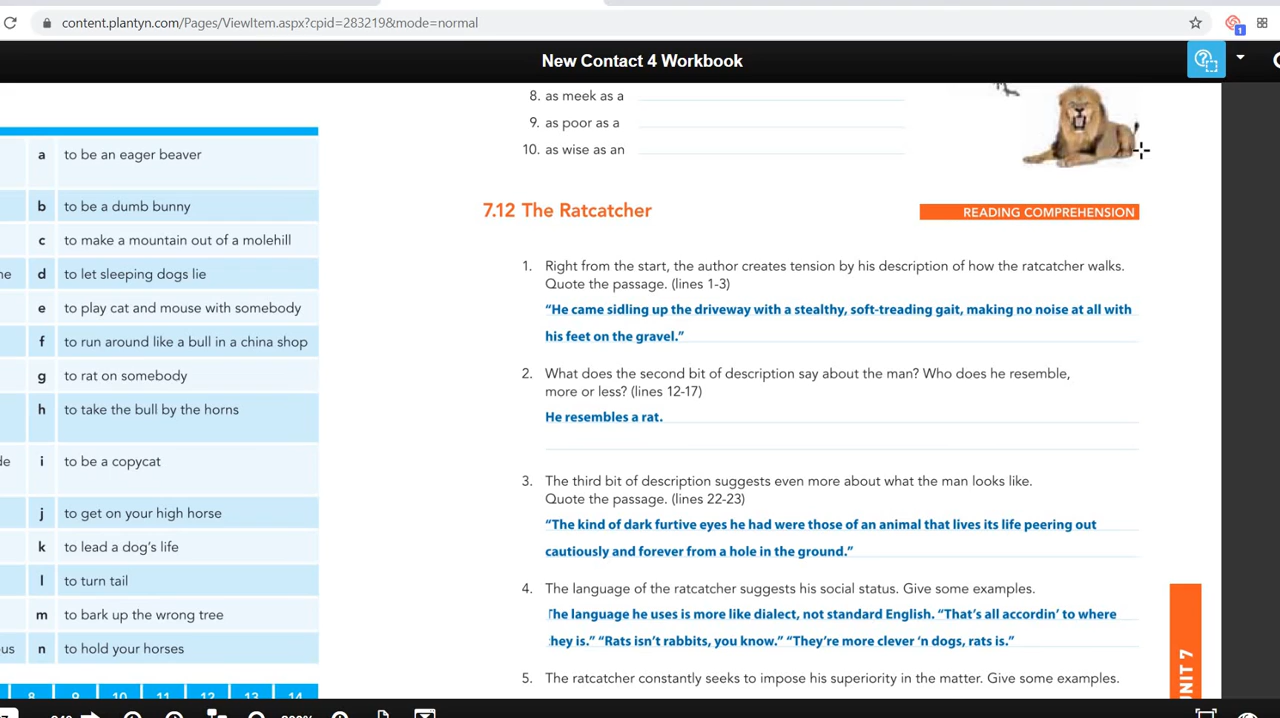 content.plantyn.com/Pages/ViewItem.aspx?cpid=283219&mode=normal
1
New Contact 4 Workbook
a to be an eager beaver
b to be a dumb bunny
c to make a mountain out of a molehill
d to let sleeping dogs lie
e to play cat and mouse with somebody
f to run around like a bull in a china shop
g to rat on somebody
h to take the bull by the horns
i to be a copycat
j to get on your high horse
k to lead a dog's life
l to turn tail
m to bark up the wrong tree
n to hold your horses
8 9 10 11 12 13 14
8. as meek as a
9. as poor as a
10. as wise as an
7.12 The Ratcatcher
READING COMPREHENSION
1. Right from the start, the author creates tension by his description of how the ratcatcher walks.
Quote the passage. (lines 1-3)
“He came sidling up the driveway with a stealthy, soft-treading gait, making no noise at all with
his feet on the gravel.”
2. What does the second bit of description say about the man? Who does he resemble,
more or less? (lines 12-17)
He resembles a rat.
3. The third bit of description suggests even more about what the man looks like.
Quote the passage. (lines 22-23)
“The kind of dark furtive eyes he had were those of an animal that lives its life peering out
cautiously and forever from a hole in the ground.”
4. The language of the ratcatcher suggests his social status. Give some examples.
The language he uses is more like dialect, not standard English. “That's all accordin' to where
they is.” “Rats isn't rabbits, you know.” “They're more clever 'n dogs, rats is.”
5. The ratcatcher constantly seeks to impose his superiority in the matter. Give some examples.
UNIT 7